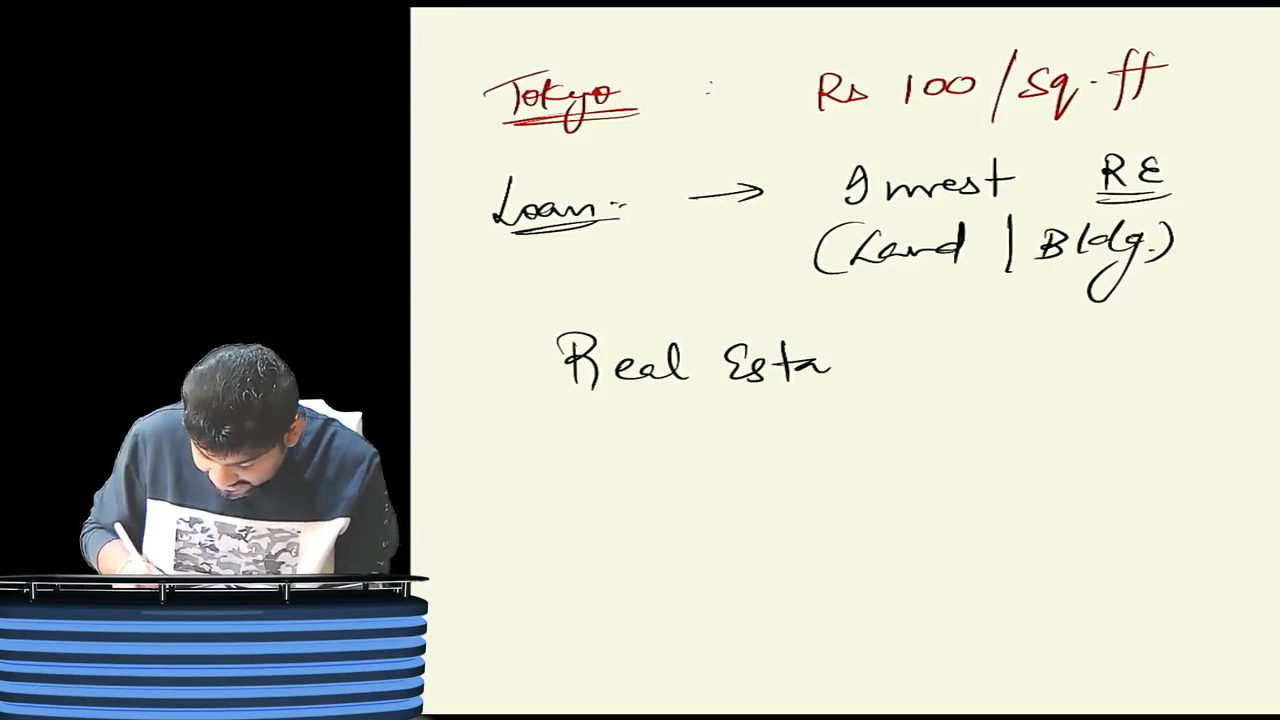 Tokyo : Rs 100/Sq.ft
Loan:- → Invest RE
(Land | Bldg.)
Real Esta